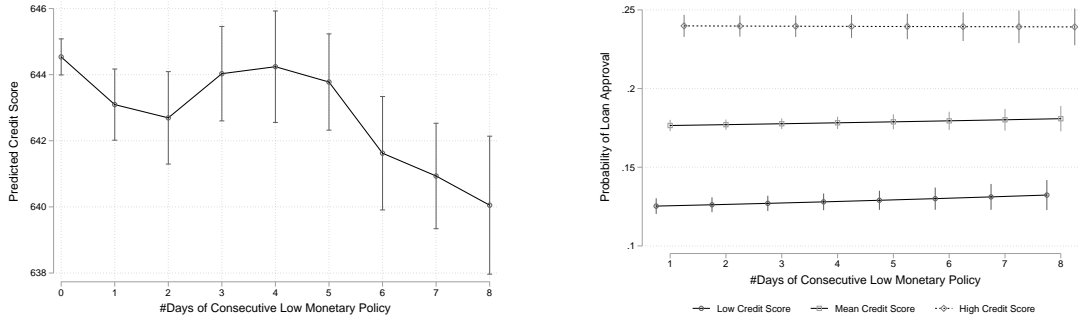 646
644
642
640
638
Predicted Credit Score
0 1 2 3 4 5 6 7 8
#Days of Consecutive Low Monetary Policy
.25
.2
.15
.1
Probability of Loan Approval
1 2 3 4 5 6 7 8
#Days of Consecutive Low Monetary Policy
Low Credit Score Mean Credit Score High Credit Score